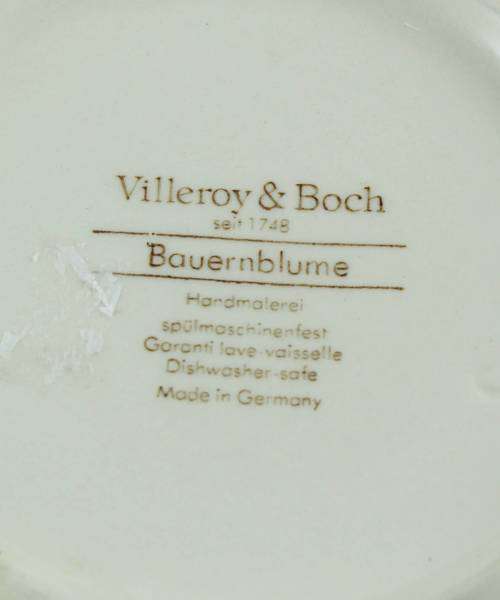 Villeroy & Boch
seit 1748
Bauernblume
Handmalerei
spülmaschinenfest
Garanti lave-vaisselle
Dishwasher-safe
Made in Germany